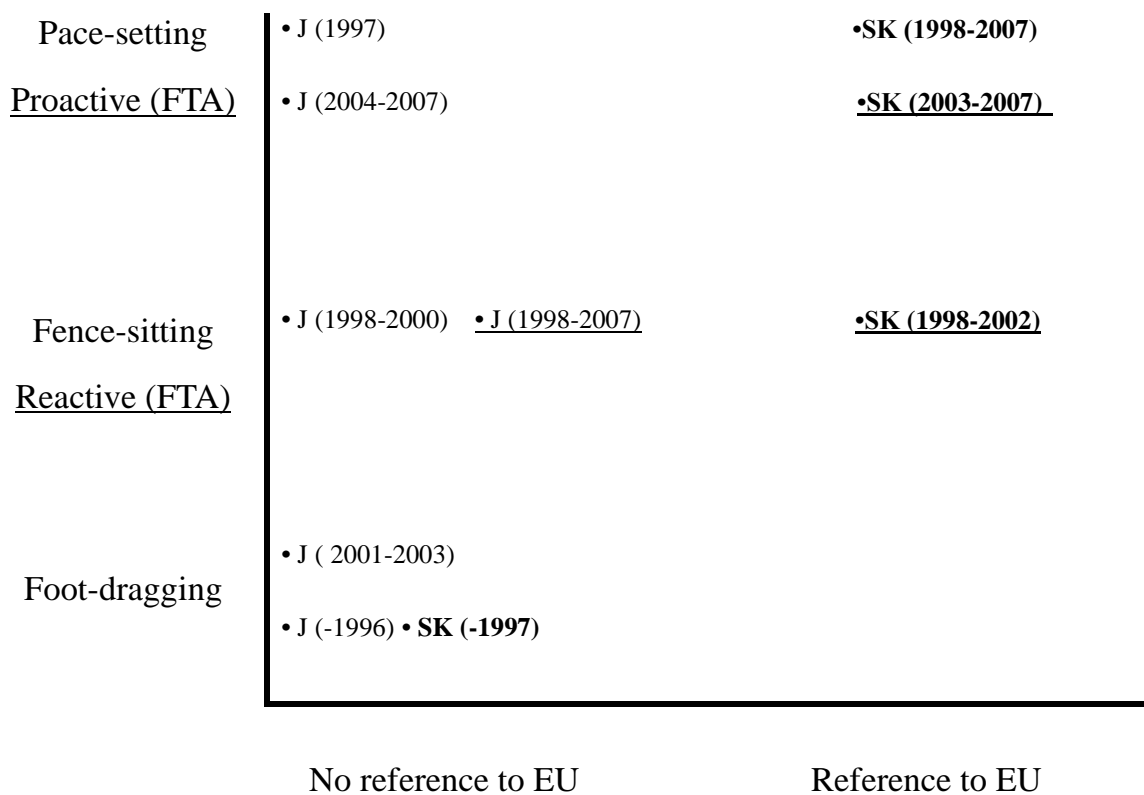 Pace-setting • J (1997) •SK (1998-2007)
Proactive (FTA) • J (2004-2007) •SK (2003-2007)
Fence-sitting • J (1998-2000) • J (1998-2007) •SK (1998-2002)
Reactive (FTA)
• J ( 2001-2003)
Foot-dragging
• J (-1996) • SK (-1997)
No reference to EU Reference to EU